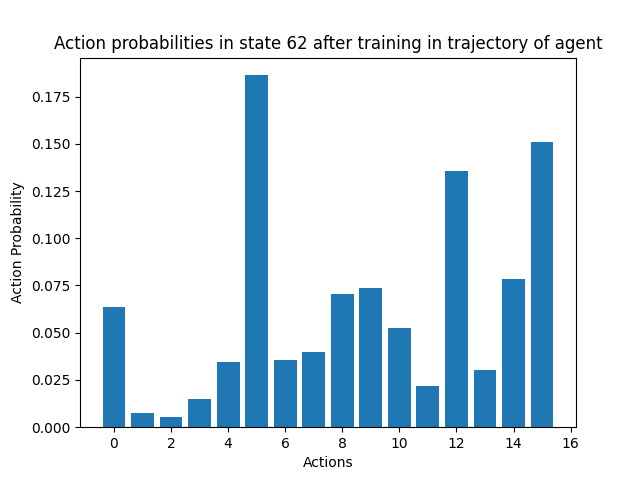 Action probabilities in state 62 after training in trajectory of agent
0.175
0.150
0.125
0.100
0.075
0.050
0.025
0.000
Action Probability
0 2 4 6 8 10 12 14 16
Actions